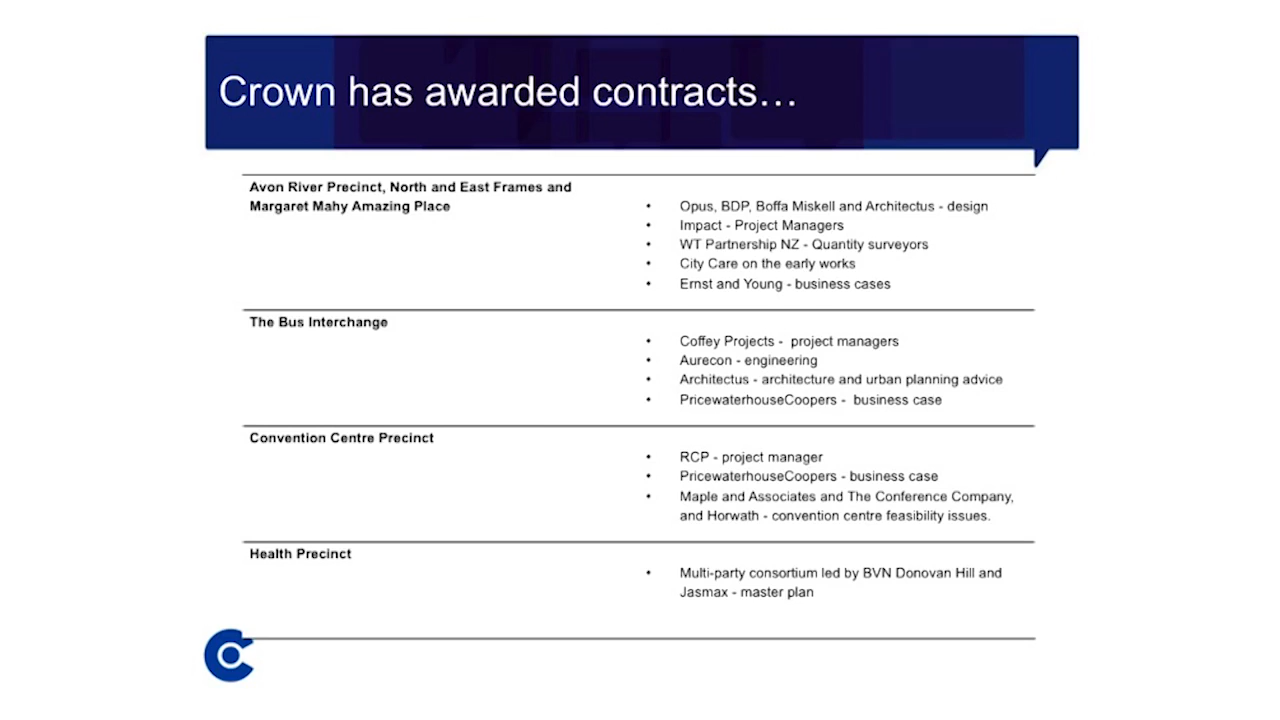 Crown has awarded contracts…
Avon River Precinct, North and East Frames and
Margaret Mahy Amazing Place
• Opus, BDP, Boffa Miskell and Architectus - design
• Impact - Project Managers
• WT Partnership NZ - Quantity surveyors
• City Care on the early works
• Ernst and Young - business cases
The Bus Interchange
• Coffey Projects -  project managers
• Aurecon - engineering
• Architectus - architecture and urban planning advice
• PricewaterhouseCoopers -  business case
Convention Centre Precinct
• RCP - project manager
• PricewaterhouseCoopers - business case
• Maple and Associates and The Conference Company,
and Horwath - convention centre feasibility issues.
Health Precinct
• Multi-party consortium led by BVN Donovan Hill and
Jasmax - master plan